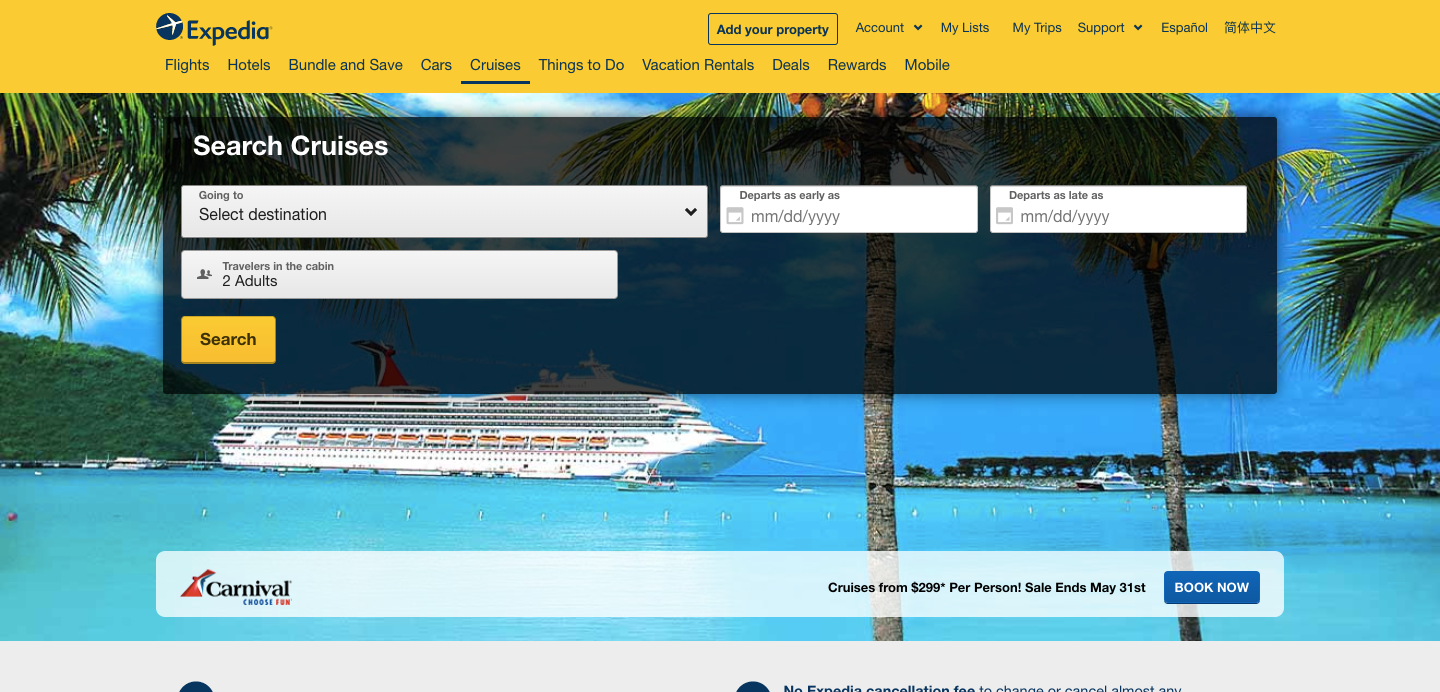 Expedia
Add your property
Account
My Lists
My Trips
Support
Español
简体中文
Flights
Hotels
Bundle and Save
Cars
Cruises
Things to Do
Vacation Rentals
Deals
Rewards
Mobile
Search Cruises
Going to
Select destination
Departs as early as
mm/dd/yyyy
Departs as late as
mm/dd/yyyy
Travelers in the cabin
2 Adults
Search
Carnival
CHOOSE FUN
Cruises from $299* Per Person! Sale Ends May 31st
BOOK NOW
No Expedia cancellation fee to change or cancel almost any